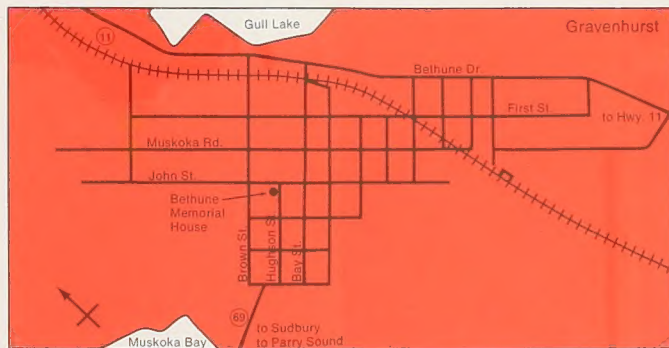 Gull Lake
Gravenhurst
11
Bethune Dr.
First St.
to Hwy. 11
Muskoka Rd.
John St.
Bethune
Memorial
House
Brown St.
Hughson St.
Bay St.
69
to Sudbury
to Parry Sound
Muskoka Bay